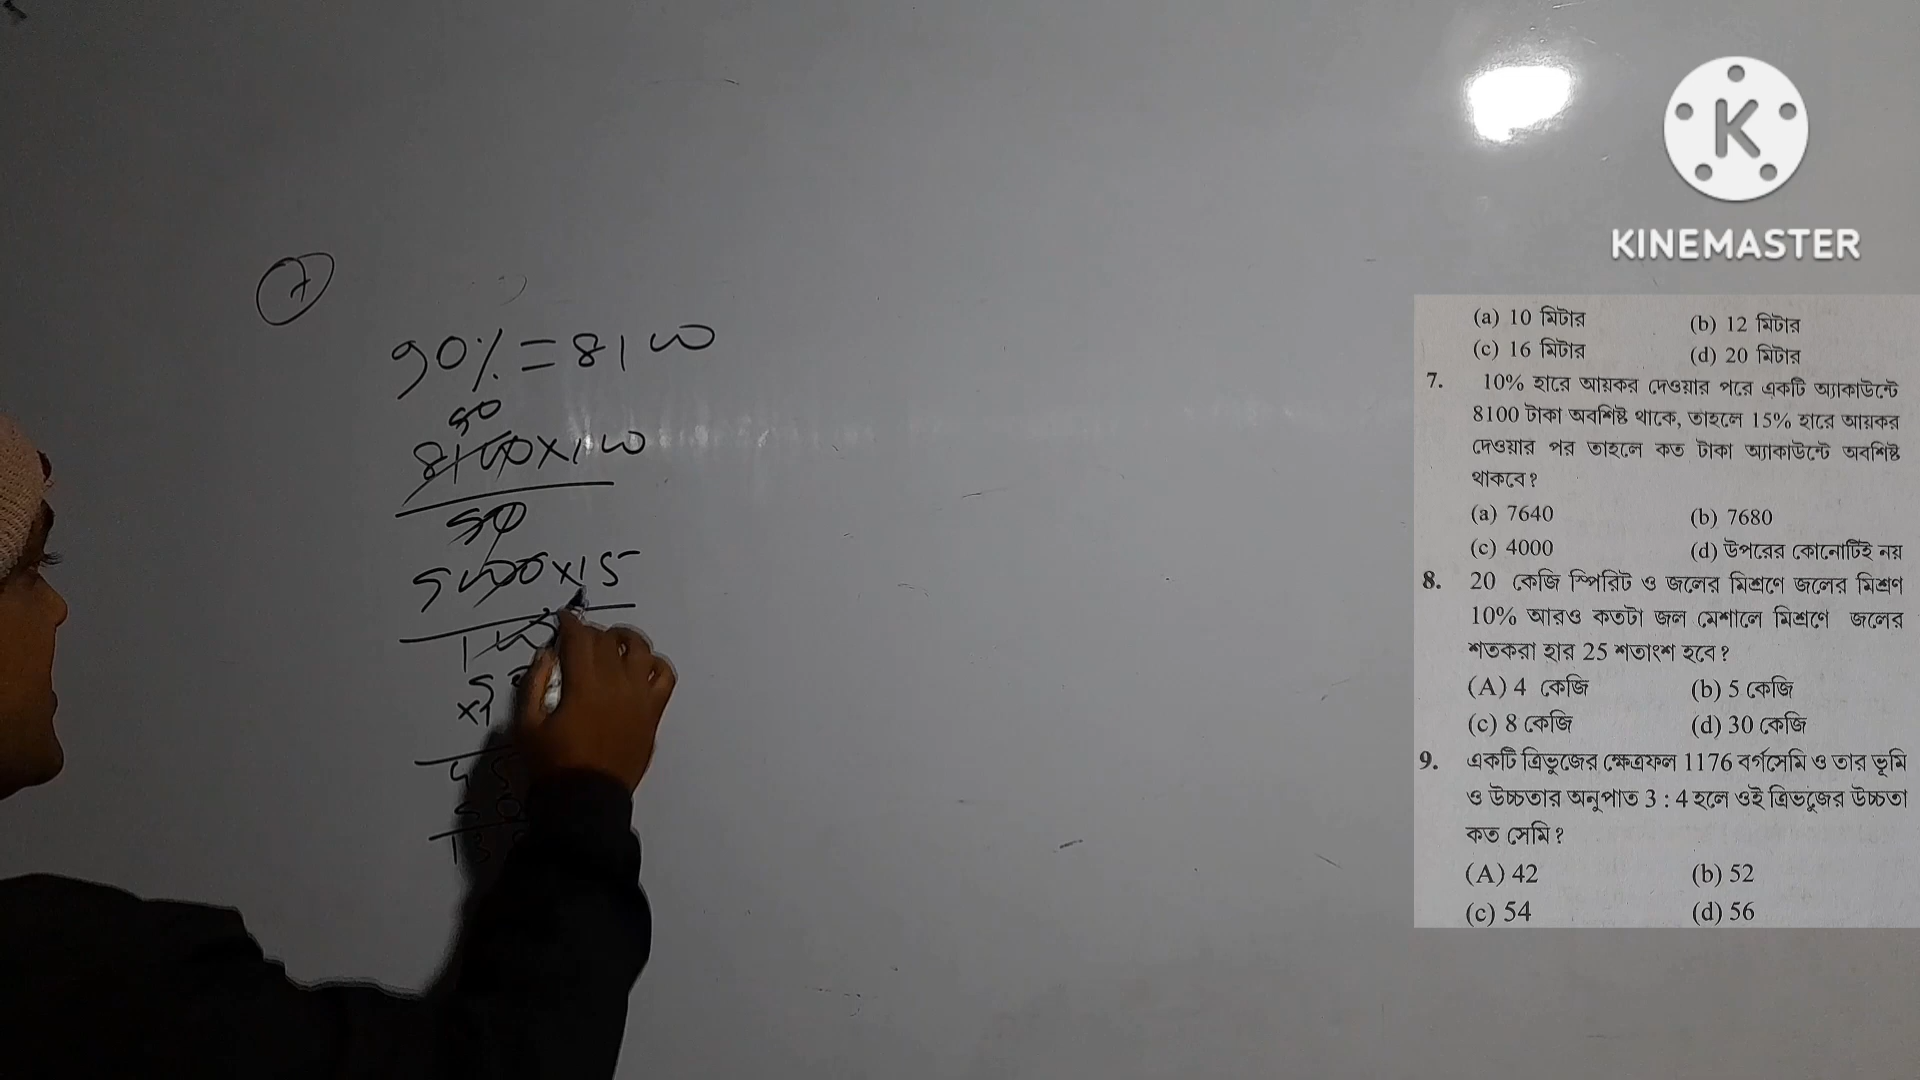 7
90% = 8100
90
8100×100
90
9000×15
100
KINEMASTER
(a) 10 মিটার (b) 12 মিটার
(c) 16 মিটার (d) 20 মিটার
7. 10% হারে আয়কর দেওয়ার পরে একটি অ্যাকাউন্টে
8100 টাকা অবশিষ্ট থাকে, তাহলে 15% হারে আয়কর
দেওয়ার পর তাহলে কত টাকা অ্যাকাউন্টে অবশিষ্ট
থাকবে?
(a) 7640 (b) 7680
(c) 4000 (d) উপরের কোনোটিই নয়
8. 20 কেজি স্পিরিট ও জলের মিশ্রণে জলের মিশ্রণ
10% আরও কতটা জল মেশালে মিশ্রণে জলের
শতকরা হার 25 শতাংশ হবে?
(A) 4 কেজি (b) 5 কেজি
(c) 8 কেজি (d) 30 কেজি
9. একটি ত্রিভুজের ক্ষেত্রফল 1176 বর্গসেমি ও তার ভূমি
ও উচ্চতার অনুপাত 3 : 4 হলে ওই ত্রিভুজের উচ্চতা
কত সেমি?
(A) 42 (b) 52
(c) 54 (d) 56